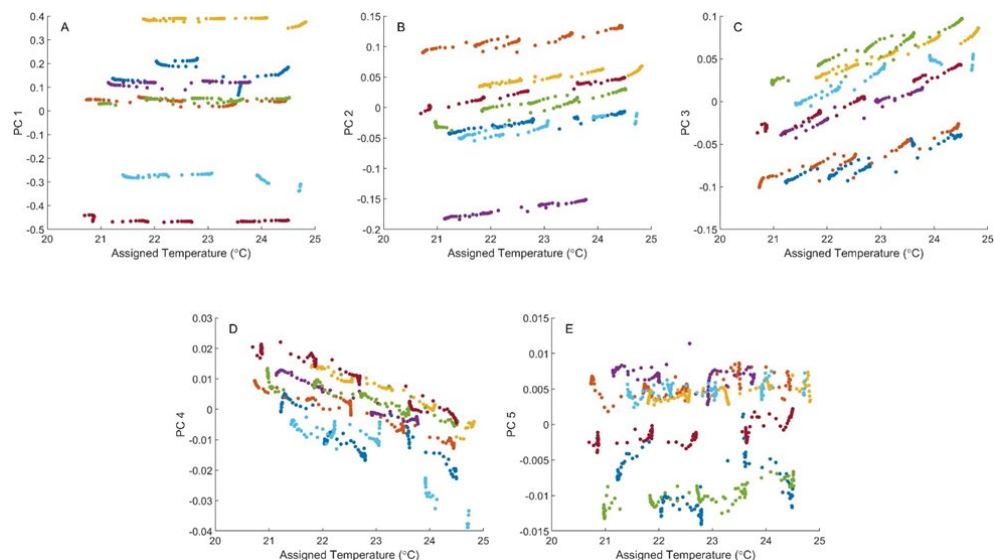 A
0.4
0.3
0.2
0.1
0
-0.1
-0.2
-0.3
-0.4
-0.5
PC 1
20 21 22 23 24 25
Assigned Temperature (°C)
B
0.15
0.1
0.05
0
-0.05
-0.1
-0.15
-0.2
PC 2
20 21 22 23 24 25
Assigned Temperature (°C)
C
0.1
0.05
0
-0.05
-0.1
-0.15
PC 3
20 21 22 23 24 25
Assigned Temperature (°C)
D
0.03
0.02
0.01
0
-0.01
-0.02
-0.03
-0.04
PC 4
20 21 22 23 24 25
Assigned Temperature (°C)
E
0.015
0.01
0.005
0
-0.005
-0.01
-0.015
PC 5
20 21 22 23 24 25
Assigned Temperature (°C)